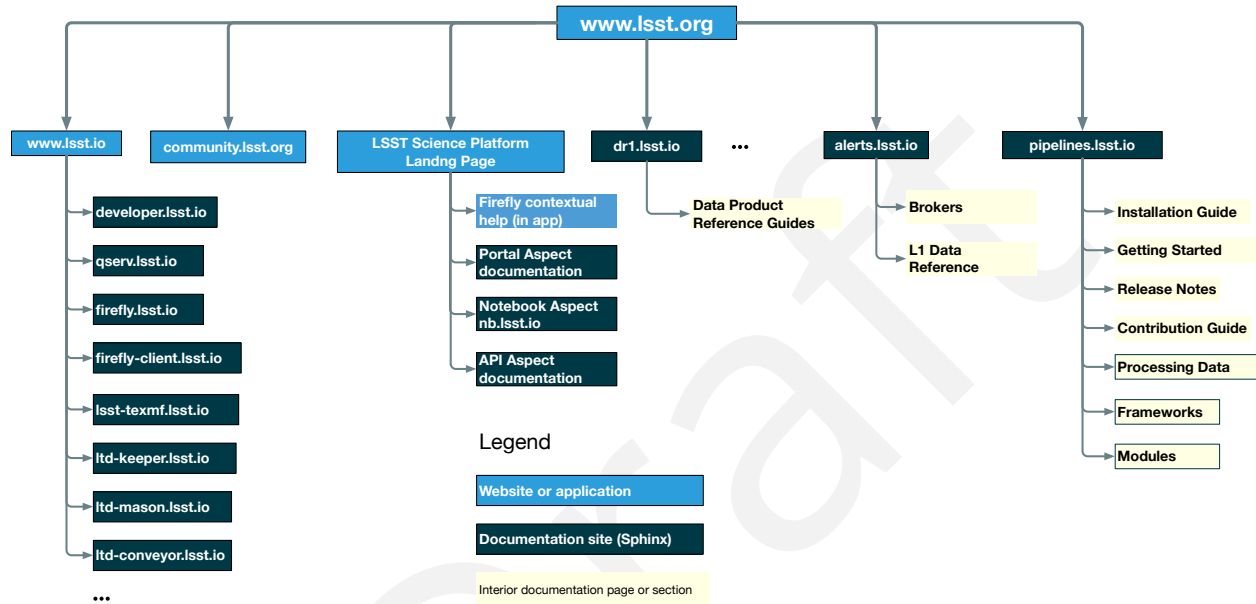 www.lsst.org
www.lsst.io
community.lsst.org
LSST Science Platform
Landng Page
dr1.lsst.io
...
alerts.lsst.io
pipelines.lsst.io
developer.lsst.io
qserv.lsst.io
firefly.lsst.io
firefly-client.lsst.io
lsst-texmf.lsst.io
ltd-keeper.lsst.io
ltd-mason.lsst.io
ltd-conveyor.lsst.io
...
Firefly contextual
help (in app)
Portal Aspect
documentation
Notebook Aspect
nb.lsst.io
API Aspect
documentation
Data Product
Reference Guides
Brokers
L1 Data
Reference
Installation Guide
Getting Started
Release Notes
Contribution Guide
Processing Data
Frameworks
Modules
Legend
Website or application
Documentation site (Sphinx)
Interior documentation page or section
Draft